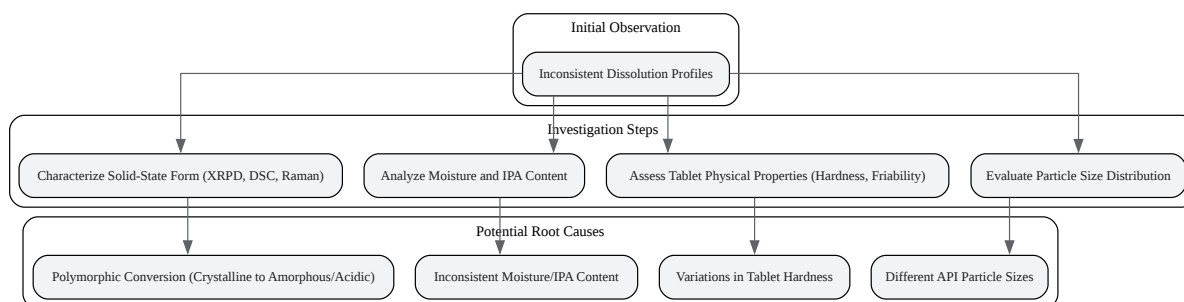 Initial Observation
Inconsistent Dissolution Profiles
Investigation Steps
Characterize Solid-State Form (XRPD, DSC, Raman)
Analyze Moisture and IPA Content
Assess Tablet Physical Properties (Hardness, Friability)
Evaluate Particle Size Distribution
Potential Root Causes
Polymorphic Conversion (Crystalline to Amorphous/Acidic)
Inconsistent Moisture/IPA Content
Variations in Tablet Hardness
Different API Particle Sizes